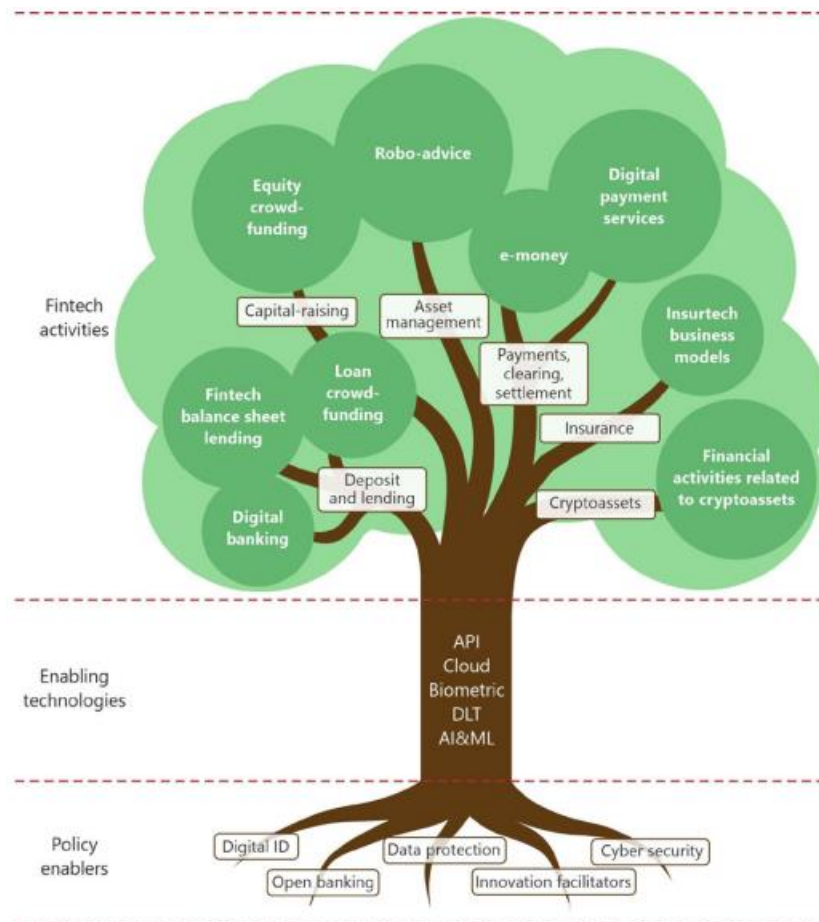 Robo-advice
Equity
crowd-
funding
Digital
payment
services
e-money
Fintech
activities
Capital-raising
Asset
management
Insurtech
business
models
Payments,
clearing,
settlement
Loan
crowd-
funding
Fintech
balance sheet
lending
Insurance
Financial
activities related
to cryptoassets
Deposit
and lending
Cryptoassets
Digital
banking
Enabling
technologies
API
Cloud
Biometric
DLT
AI&ML
Policy
enablers
Digital ID
Data protection
Cyber security
Open banking
Innovation facilitators